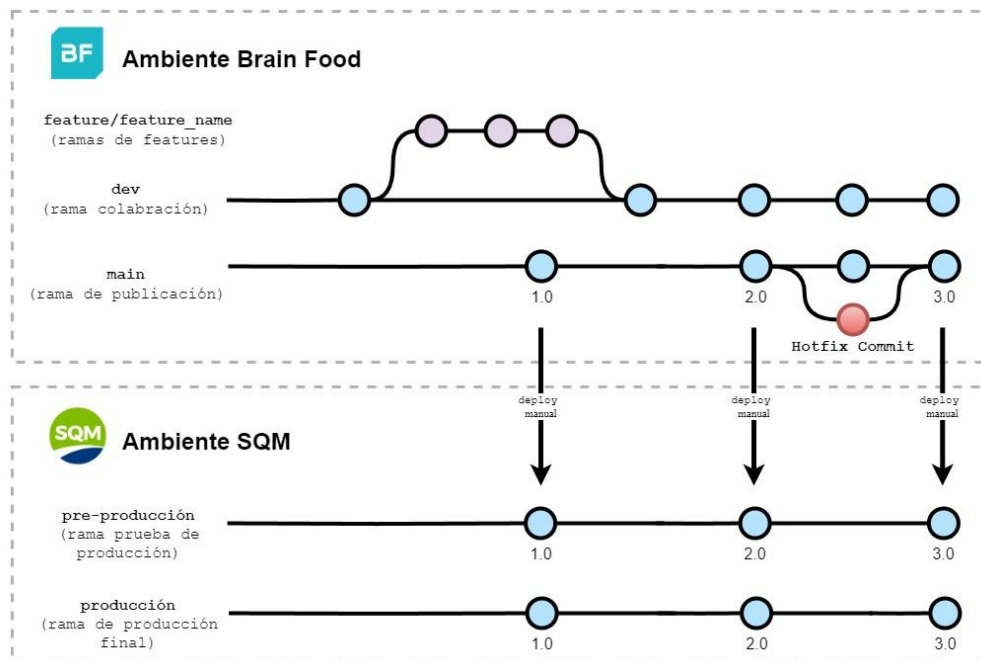 BF
Ambiente Brain Food
feature/feature_name
(ramas de features)
dev
(rama colabración)
main
(rama de publicación)
1.0
2.0
3.0
Hotfix Commit
deploy
manual
deploy
manual
deploy
manual
SQM
Ambiente SQM
pre-producción
(rama prueba de
producción)
1.0
2.0
3.0
producción
(rama de producción
final)
1.0
2.0
3.0